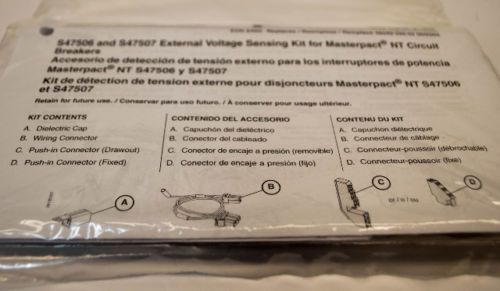 S47506 and S47507 External Voltage Sensing Kit for Masterpact® NT Circuit
Breakers
Accesorio de detección de tensión externo para los interruptores de potencia
Masterpact® NT S47506 y S47507
Kit de détection de tension externe pour disjoncteurs Masterpact® NT S47506
et S47507
Retain for future use. / Conservar para uso futuro. / À conserver pour usage ultérieur.
KIT CONTENTS
A. Dielectric Cap
B. Wiring Connector
C. Push-in Connector (Drawout)
D. Push-in Connector (Fixed)
CONTENIDO DEL ACCESORIO
A. Capuchón del dieléctrico
B. Conector del cableado
C. Conector de encaje a presión (removible)
D. Conector de encaje a presión (fijo)
CONTENU DU KIT
A. Capuchon diélectrique
B. Connecteur de câblage
C. Connecteur-poussoir (débrochable)
D. Connecteur-poussoir (fixe)
A
B
C
or / o / ou
D